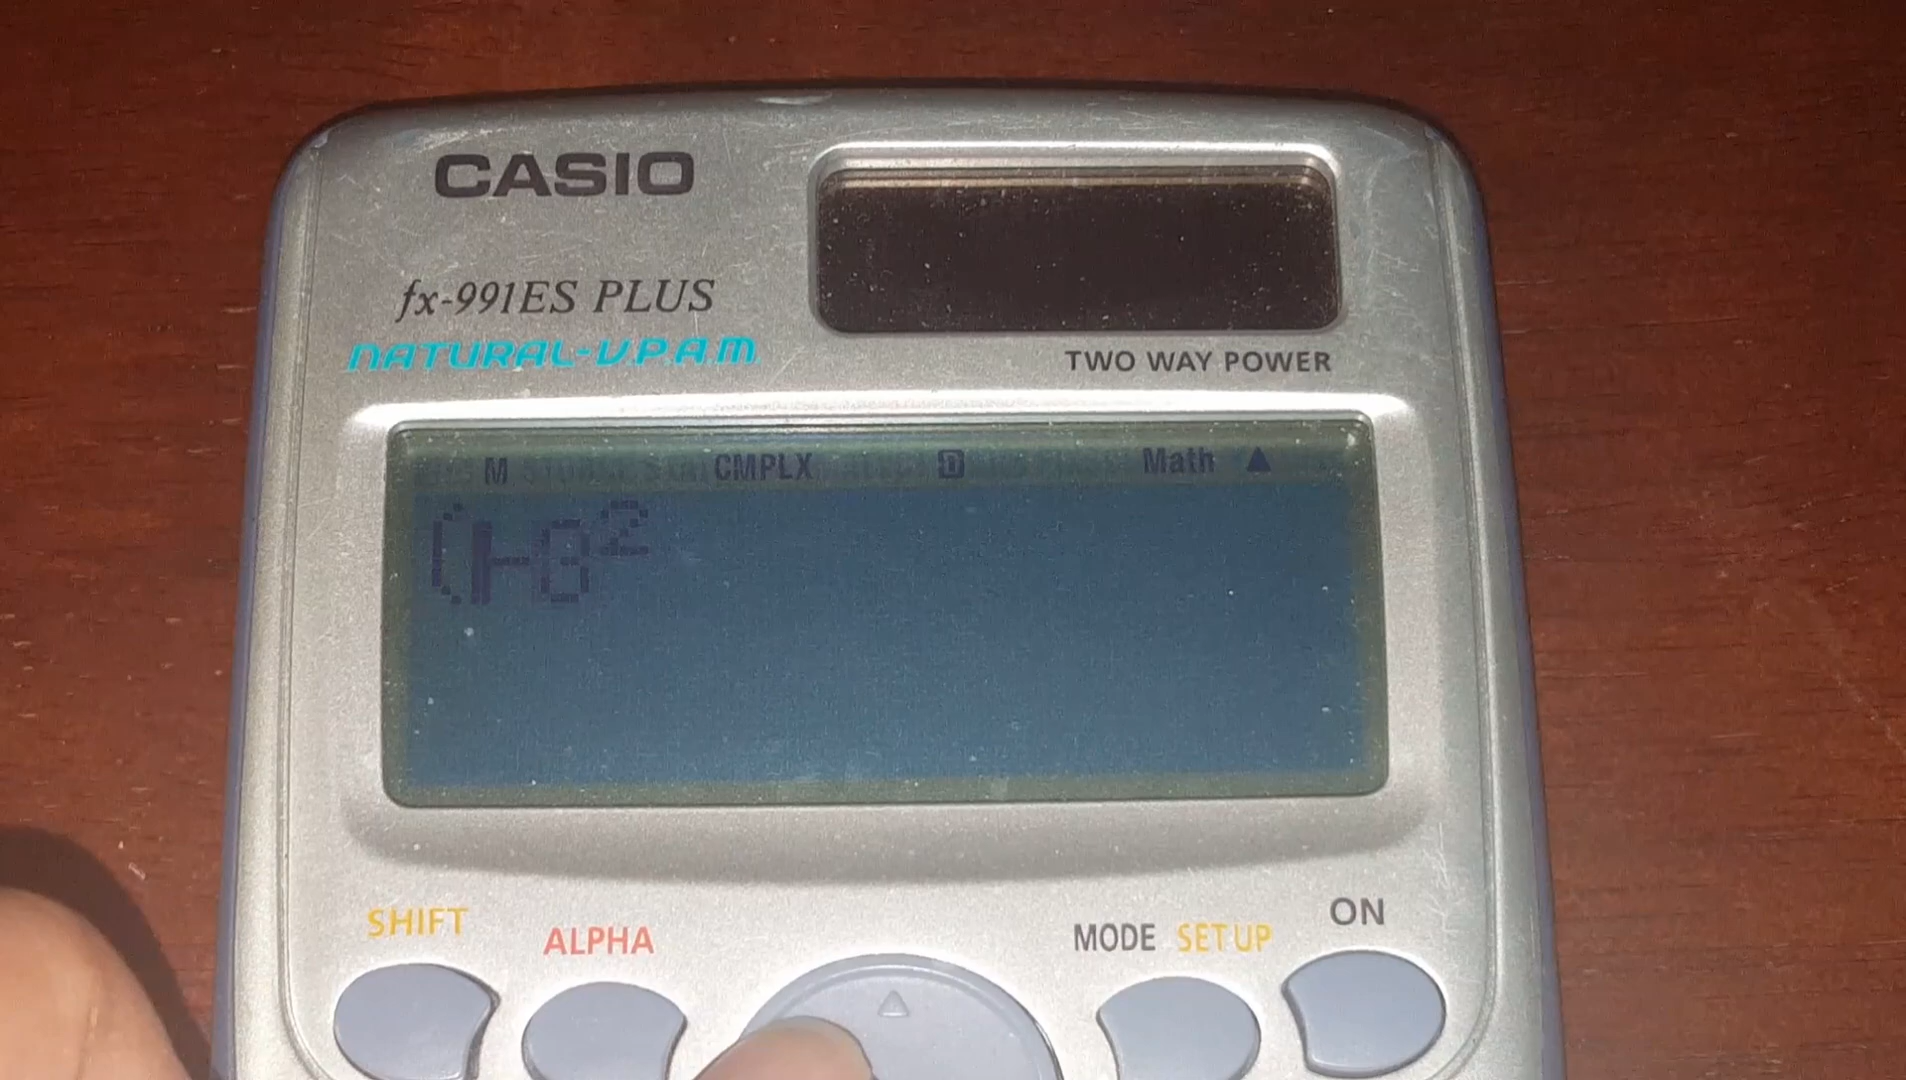 CASIO
fx-991ES PLUS
NATURAL-V.P.A.M.
TWO WAY POWER
M CMPLX D Math ▲
SHIFT
ALPHA
MODE SETUP
ON